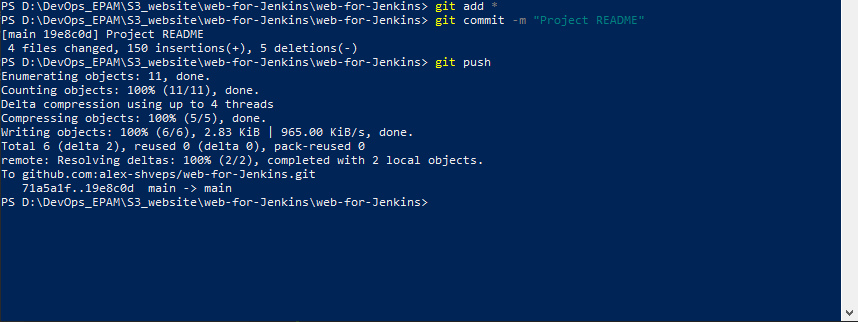 PS D:\DevOps_EPAM\S3_website\web-for-Jenkins\web-for-Jenkins> git add *
PS D:\DevOps_EPAM\S3_website\web-for-Jenkins\web-for-Jenkins> git commit -m "Project README"
[main 19e8c0d] Project README
 4 files changed, 150 insertions(+), 5 deletions(-)
PS D:\DevOps_EPAM\S3_website\web-for-Jenkins\web-for-Jenkins> git push
Enumerating objects: 11, done.
Counting objects: 100% (11/11), done.
Delta compression using up to 4 threads
Compressing objects: 100% (5/5), done.
Writing objects: 100% (6/6), 2.83 KiB | 965.00 KiB/s, done.
Total 6 (delta 2), reused 0 (delta 0), pack-reused 0
remote: Resolving deltas: 100% (2/2), completed with 2 local objects.
To github.com:alex-shveps/web-for-Jenkins.git
   71a5a1f..19e8c0d  main -> main
PS D:\DevOps_EPAM\S3_website\web-for-Jenkins\web-for-Jenkins>